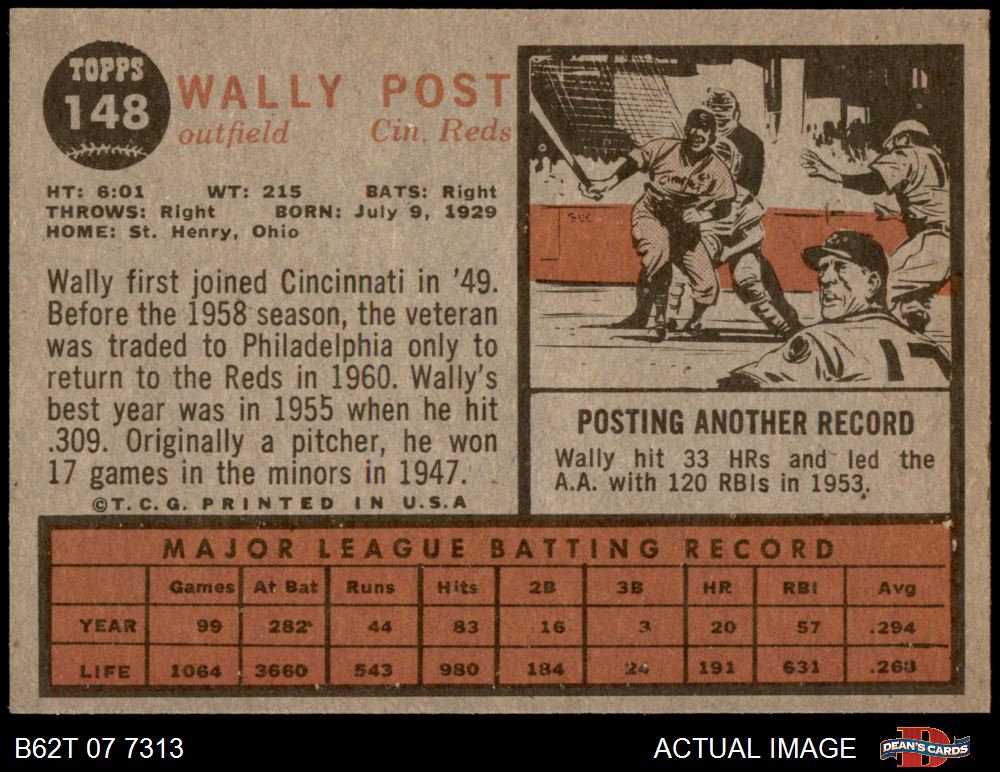 TOPPS
148
WALLY POST
outfield Cin. Reds
HT: 6:01 WT: 215 BATS: Right
THROWS: Right BORN: July 9, 1929
HOME: St. Henry, Ohio
Wally first joined Cincinnati in '49.
Before the 1958 season, the veteran
was traded to Philadelphia only to
return to the Reds in 1960. Wally's
best year was in 1955 when he hit
.309. Originally a pitcher, he won
17 games in the minors in 1947.
©T.C.G. PRINTED IN U.S.A
17
POSTING ANOTHER RECORD
Wally hit 33 HRs and led the
A.A. with 120 RBIs in 1953.
MAJOR LEAGUE BATTING RECORD
Games At Bat Runs Hits 2B 3B HR RBI Avg
YEAR 99 282 44 83 16 3 20 57 .294
LIFE 1064 3660 543 980 184 24 191 631 .268
B62T 07 7313 ACTUAL IMAGE DEAN'S CARDS